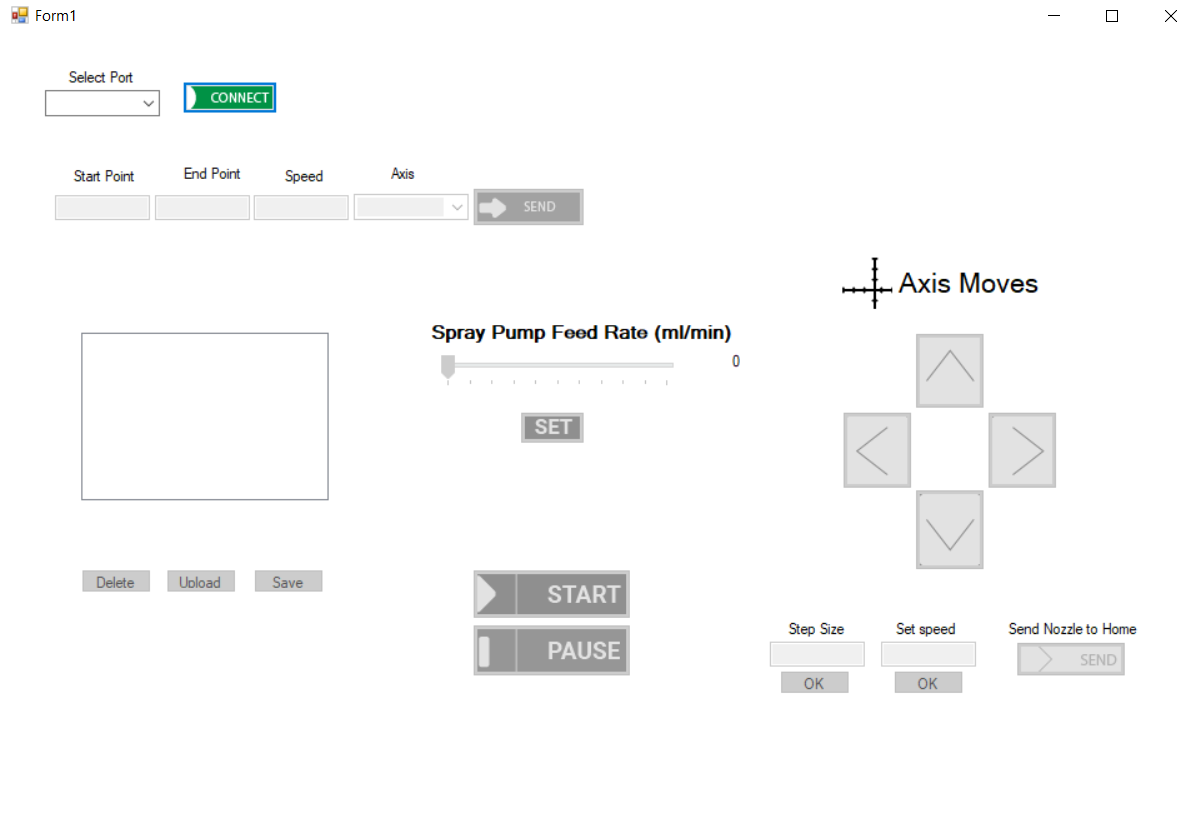 Form1
Select Port
CONNECT
Start Point End Point Speed Axis
SEND
Axis Moves
Spray Pump Feed Rate (ml/min)
0
SET
Delete Upload Save
START
PAUSE
Step Size Set speed Send Nozzle to Home
SEND
OK OK